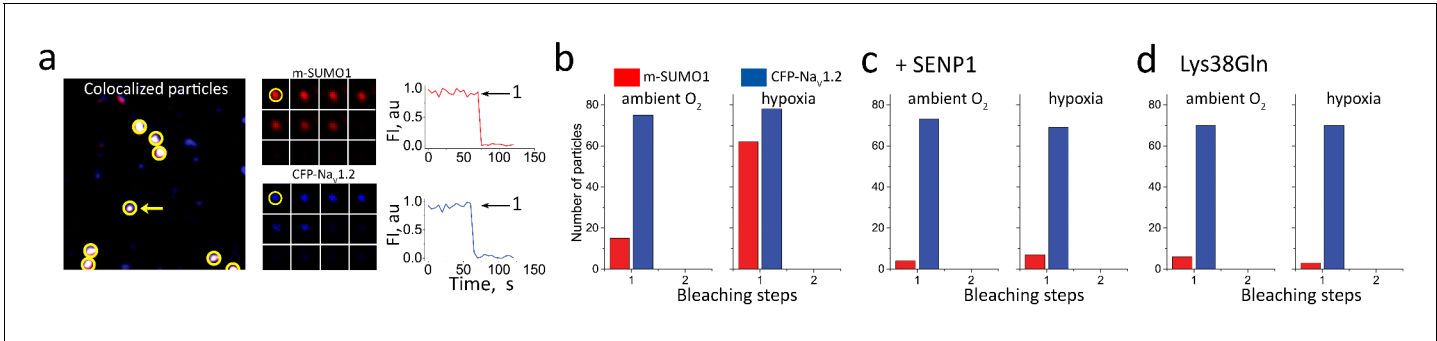 a
Colocalized particles
m-SUMO1
FI, au
1.0
0.5
0.0
1
0 50 100 150
CFP-NaV1.2
FI, au
1.0
0.5
0.0
1
0 50 100 150
Time, s
b
m-SUMO1
CFP-NaV1.2
ambient O2
hypoxia
Number of particles
80
60
40
20
0
1 2
1 2
Bleaching steps
c + SENP1
ambient O2
hypoxia
80
60
40
20
0
1 2
1 2
Bleaching steps
d Lys38Gln
ambient O2
hypoxia
80
60
40
20
0
1 2
1 2
Bleaching steps